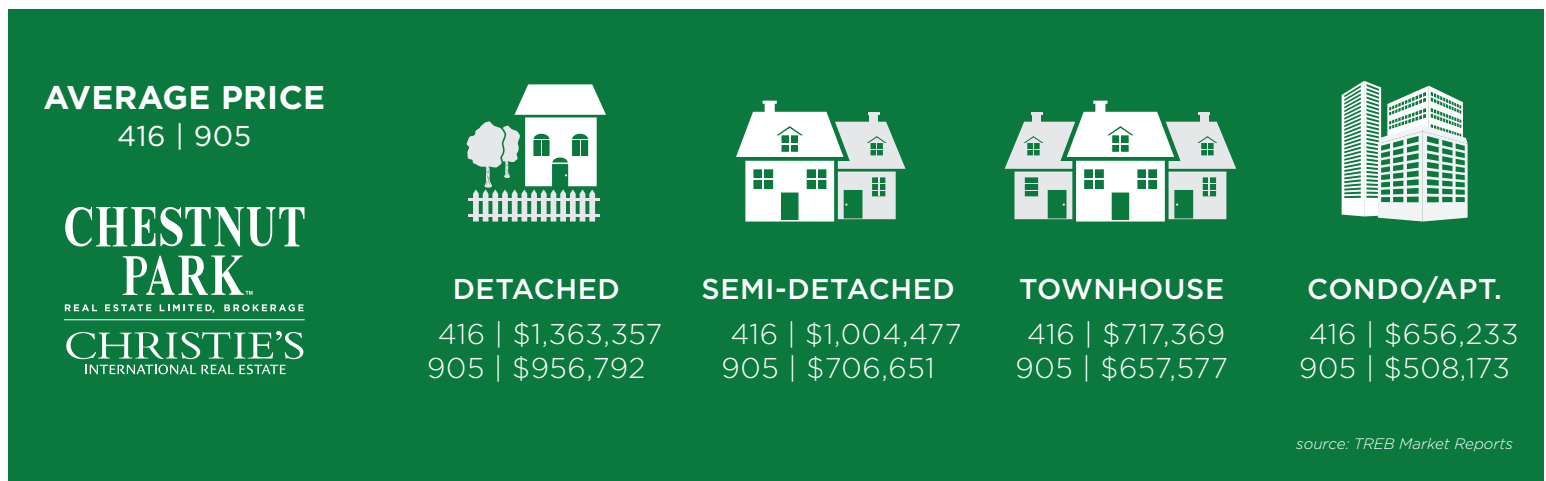 AVERAGE PRICE
416 | 905
CHESTNUT
PARK™
REAL ESTATE LIMITED, BROKERAGE
CHRISTIE'S
INTERNATIONAL REAL ESTATE
DETACHED
416 | $1,363,357
905 | $956,792
SEMI-DETACHED
416 | $1,004,477
905 | $706,651
TOWNHOUSE
416 | $717,369
905 | $657,577
CONDO/APT.
416 | $656,233
905 | $508,173
source: TREB Market Reports